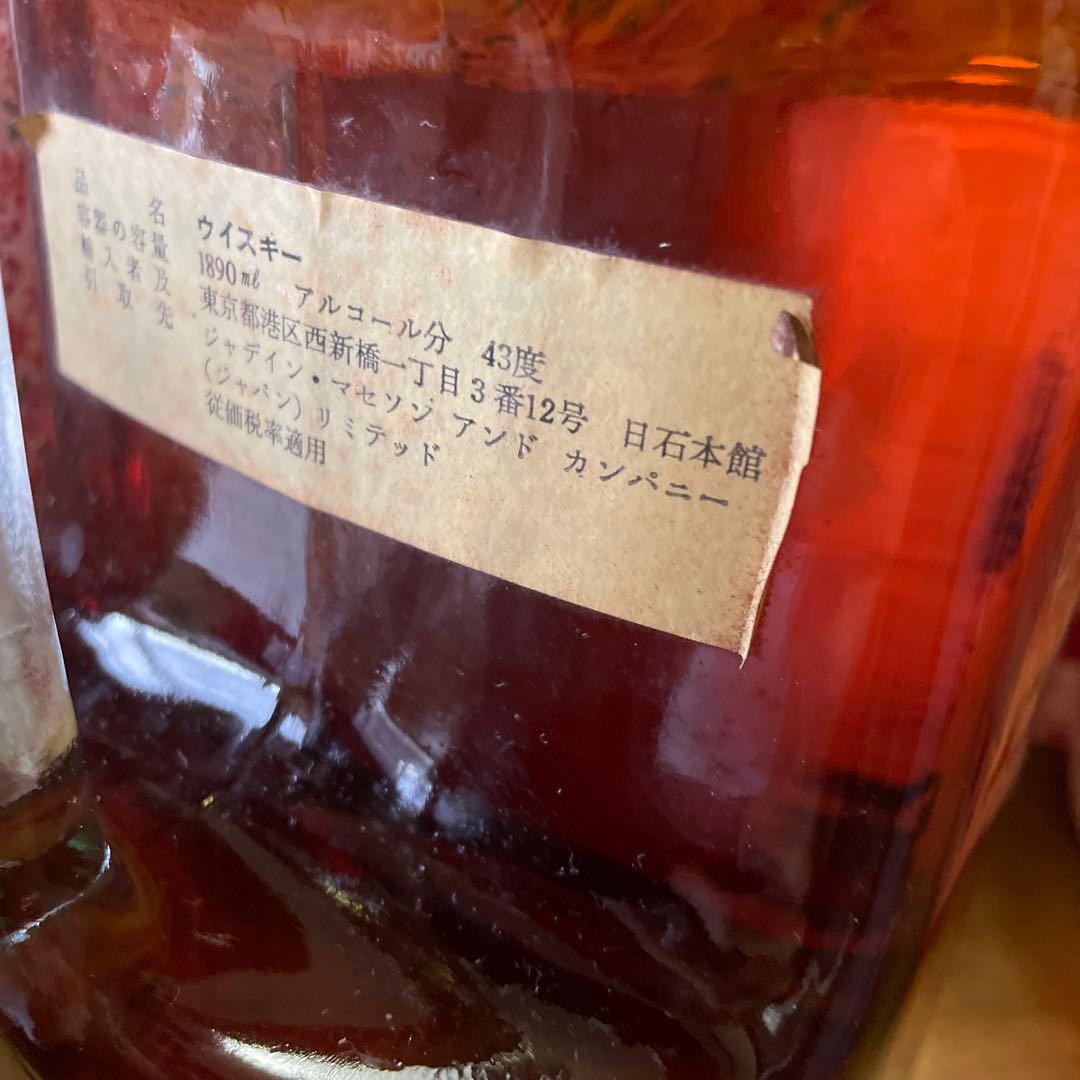 品名 ウイスキー
容器の容量 1890ml アルコール分 43度
輸入者及 東京都港区西新橋一丁目3番12号 日石本館
引取先 ジャデイン・マセソン アンド カンパニー
(ジャパン) リミテッド
従価税率適用